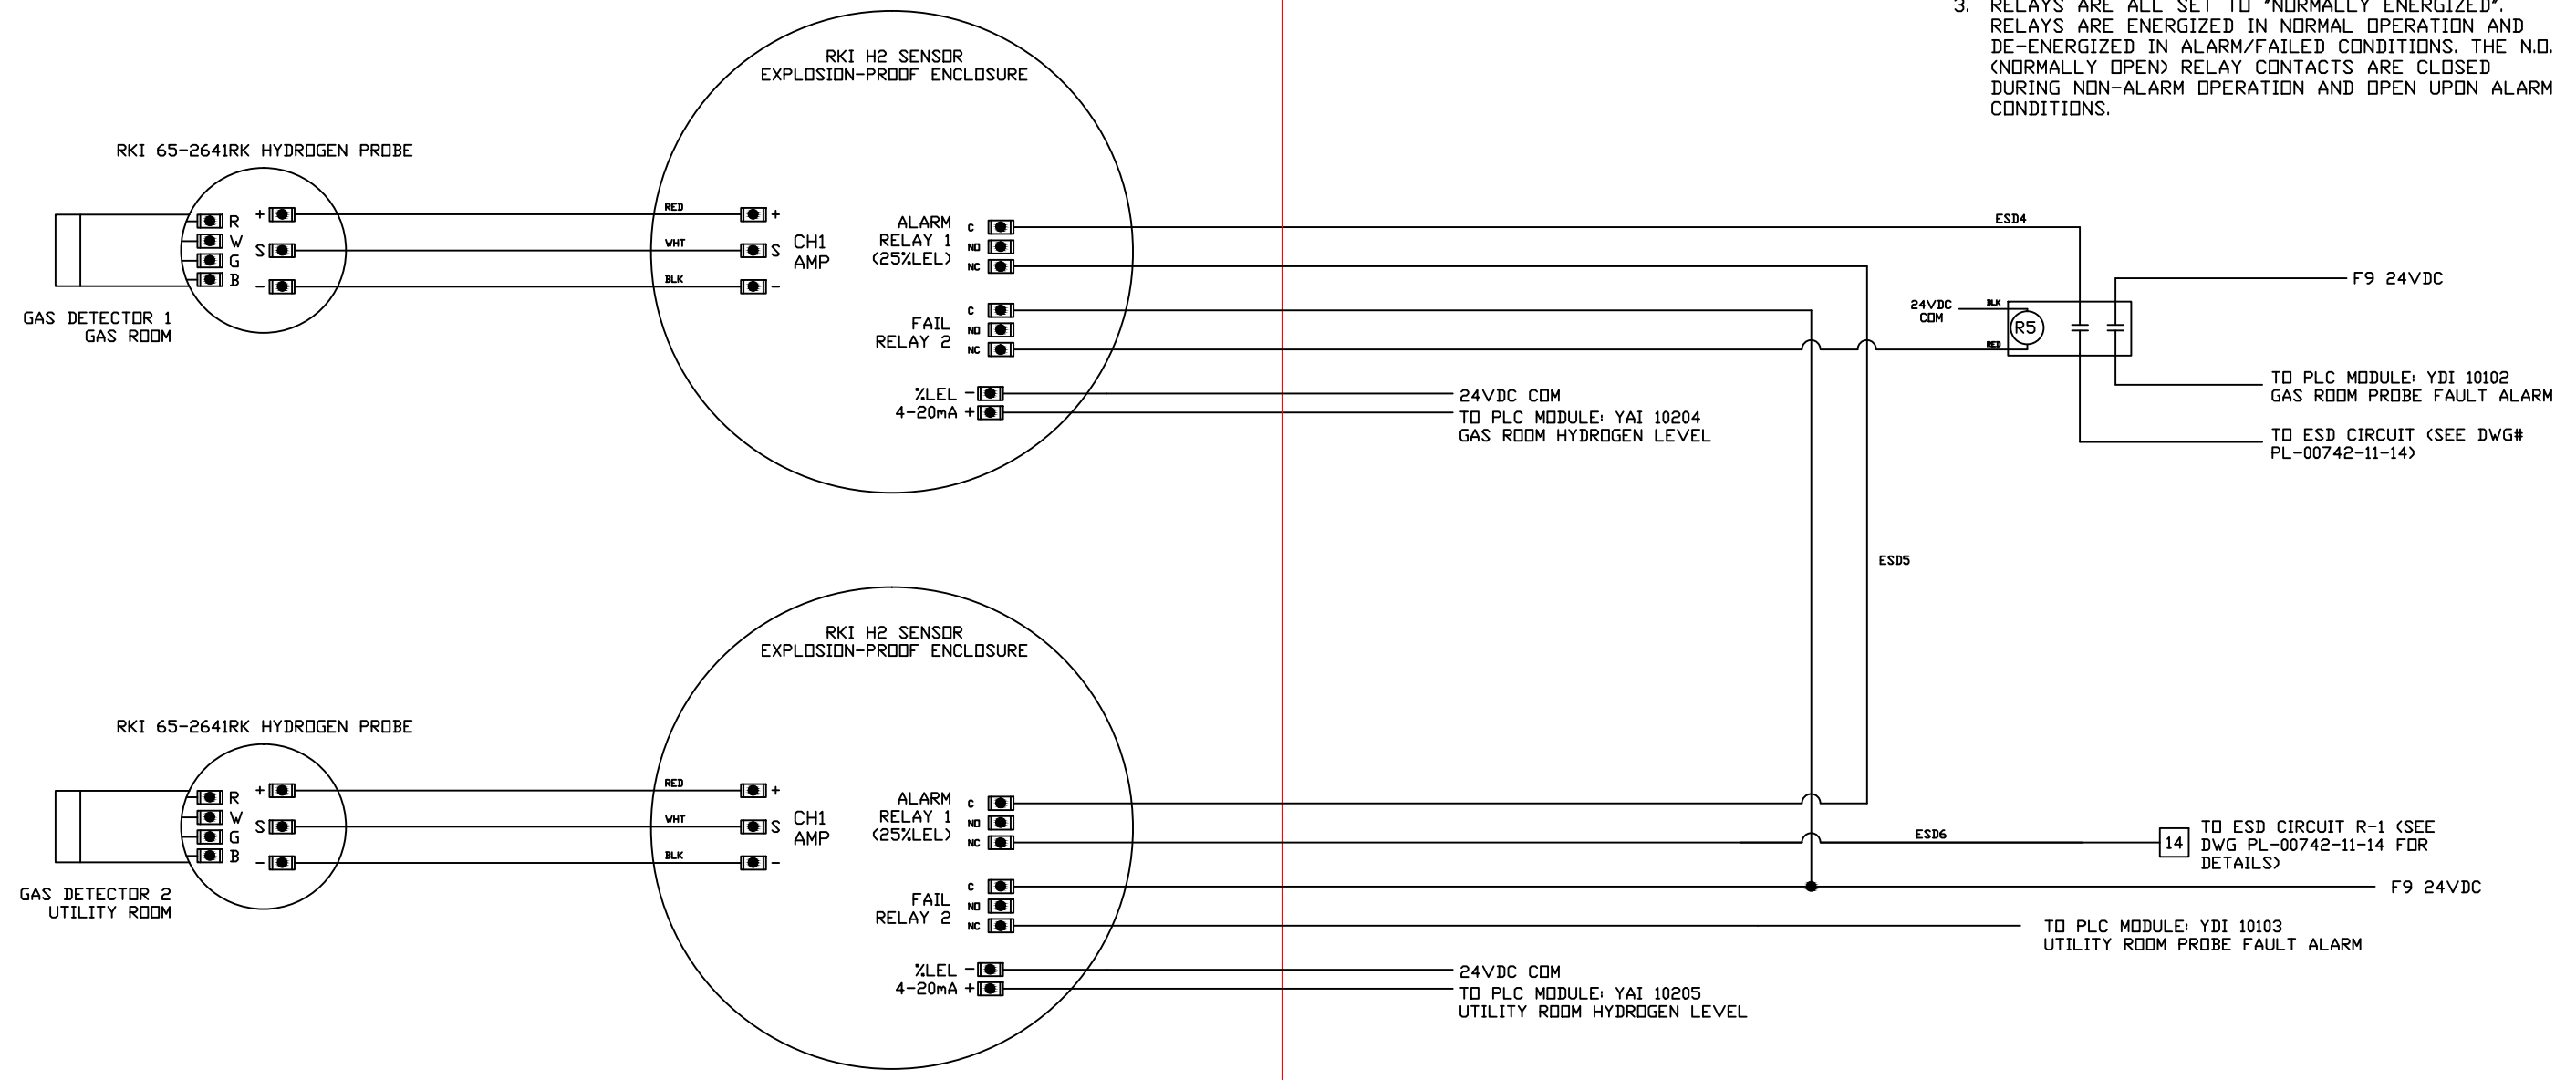 3. RELAYS ARE ALL SET TO "NORMALLY ENERGIZED".
RELAYS ARE ENERGIZED IN NORMAL OPERATION AND
DE-ENERGIZED IN ALARM/FAILED CONDITIONS. THE N.O.
(NORMALLY OPEN) RELAY CONTACTS ARE CLOSED
DURING NON-ALARM OPERATION AND OPEN UPON ALARM
CONDITIONS.
RKI H2 SENSOR
EXPLOSION-PROOF ENCLOSURE
RKI 65-2641RK HYDROGEN PROBE
R
W
G
B
+
S
-
GAS DETECTOR 1
GAS ROOM
RED
WHT
BLK
+
S
-
CH1
AMP
ALARM
RELAY 1
(25%LEL)
C
NO
NC
FAIL
RELAY 2
C
NO
NC
%LEL -
4-20mA +
24VDC COM
TO PLC MODULE: YAI 10204
GAS ROOM HYDROGEN LEVEL
ESD4
F9 24VDC
24VDC
COM
BLK
R5
RED
TO PLC MODULE: YDI 10102
GAS ROOM PROBE FAULT ALARM
TO ESD CIRCUIT (SEE DWG#
PL-00742-11-14)
ESD5
RKI H2 SENSOR
EXPLOSION-PROOF ENCLOSURE
RKI 65-2641RK HYDROGEN PROBE
R
W
G
B
+
S
-
GAS DETECTOR 2
UTILITY ROOM
RED
WHT
BLK
+
S
-
CH1
AMP
ALARM
RELAY 1
(25%LEL)
C
NO
NC
FAIL
RELAY 2
C
NO
NC
%LEL -
4-20mA +
24VDC COM
TO PLC MODULE: YAI 10205
UTILITY ROOM HYDROGEN LEVEL
ESD6
14
TO ESD CIRCUIT R-1 (SEE
DWG PL-00742-11-14 FOR
DETAILS)
F9 24VDC
TO PLC MODULE: YDI 10103
UTILITY ROOM PROBE FAULT ALARM